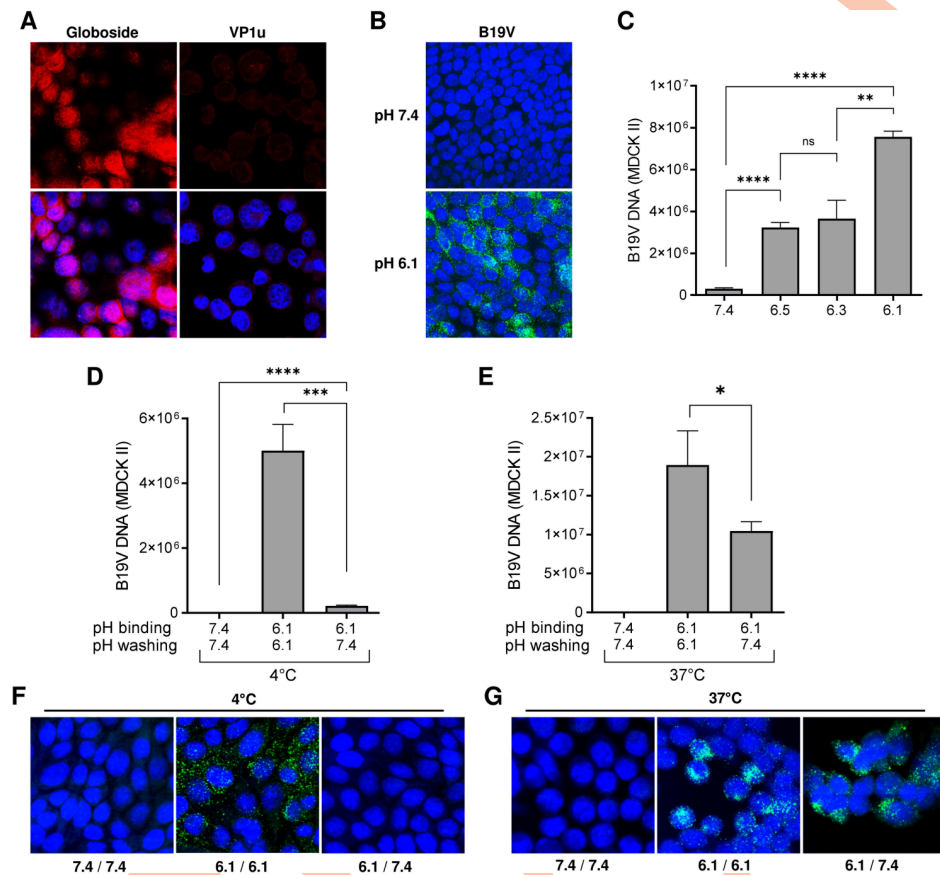 A
Globoside VP1u
B
B19V
pH 7.4
pH 6.1
C
B19V DNA (MDCK II)
1×10⁷
8×10⁶
6×10⁶
4×10⁶
2×10⁶
0
****
**
ns
****
7.4 6.5 6.3 6.1
D
B19V DNA (MDCK II)
6×10⁶
4×10⁶
2×10⁶
0
****
***
pH binding 7.4 6.1 6.1
pH washing 7.4 6.1 7.4
4°C
E
B19V DNA (MDCK II)
2.5×10⁷
2×10⁷
1.5×10⁷
1×10⁷
5×10⁶
0
*
pH binding 7.4 6.1 6.1
pH washing 7.4 6.1 7.4
37°C
F
4°C
7.4 / 7.4 6.1 / 6.1 6.1 / 7.4
G
37°C
7.4 / 7.4 6.1 / 6.1 6.1 / 7.4